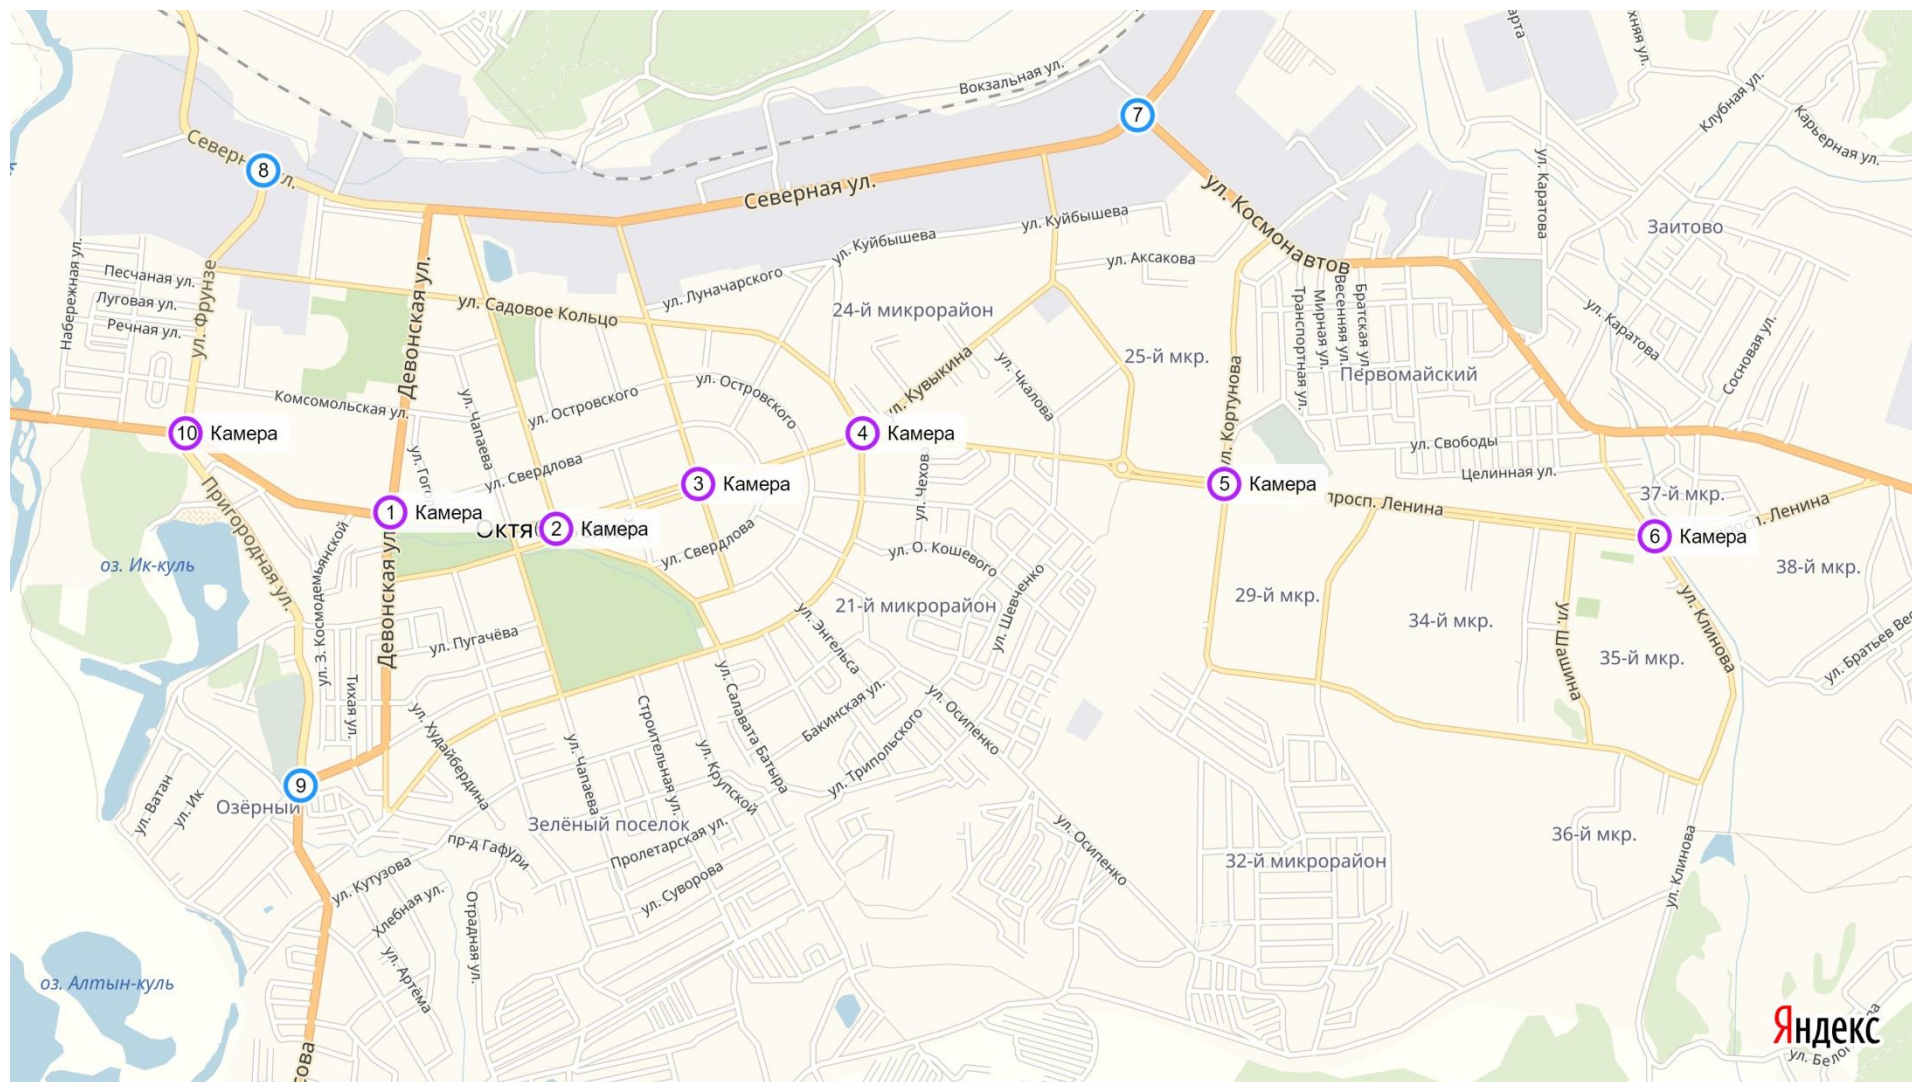 Вокзальная ул.
7
Клубная ул.
Карьерная ул.
Северная ул.
8
Северная ул.
ул. Космонавтов
ул. Каратова
Заитово
ул. Куйбышева
ул. Куйбышева
ул. Аксакова
Набережная ул.
Песчаная ул.
Луговая ул.
Речная ул.
ул. Фрунзе
Девонская ул.
ул. Садовое Кольцо
ул. Луначарского
24-й микрорайон
25-й мкр.
Транспортная ул.
Мирная ул.
Весенняя ул.
Братская ул.
Первомайский
ул. Каратова
Сосновая ул.
Комсомольская ул.
ул. Чапаева
ул. Островского
ул. Островского
ул. Кувыкина
ул. Чкалова
ул. Кортунова
10 Камера
4 Камера
ул. Свободы
Целинная ул.
ул. Свердлова
3 Камера
5 Камера
просп. Ленина
37-й мкр.
просп. Ленина
1 Камера
2 Камера
6 Камера
Пригородная ул.
ул. Чехов
ул. Свердлова
ул. О. Кошевого
оз. Ик-куль
ул. З. Космодемьянской
Девонская ул.
ул. Пугачёва
21-й микрорайон
ул. Энгельса
ул. Шевченко
29-й мкр.
34-й мкр.
ул. Шашина
35-й мкр.
ул. Клинова
38-й мкр.
ул. Братьев Вес
Тихая ул.
ул. Худайбердина
Строительная ул.
ул. Салавата Батыра
Бакинская ул.
ул. Осипенко
ул. Трипольского
ул. Чапаева
ул. Крупской
9
Озёрный
ул. Ватан
ул. Ик
пр-д Гафури
Зелёный поселок
Пролетарская ул.
ул. Осипенко
32-й микрорайон
36-й мкр.
ул. Клинова
ул. Кутузова
Хлебная ул.
Отрадная ул.
ул. Суворова
ул. Артёма
оз. Алтын-куль
Яндекс